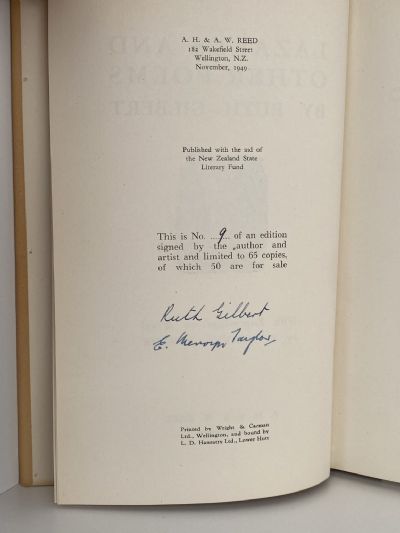 A. H. & A. W. REED
182 Wakefield Street
Wellington, N.Z.
November, 1949
Published with the aid of
the New Zealand State
Literary Fund
This is No. ...9... of an edition
signed by the author and
artist and limited to 65 copies,
of which 50 are for sale
Ruth Gilbert
E. Mervyn Taylor
Printed by Wright & Carman
Ltd., Wellington, and bound by
L. D. Hanratty Ltd., Lower Hutt